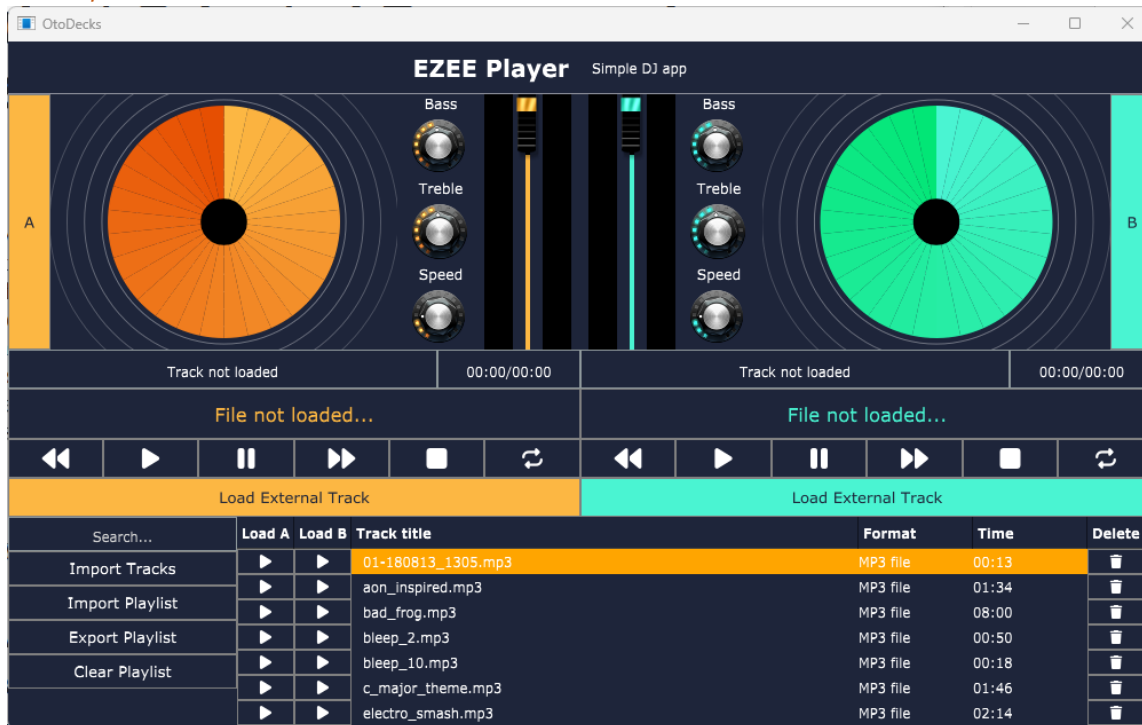 OtoDecks
EZEE Player Simple DJ app
Bass Bass
Treble Treble
A B
Speed Speed
Track not loaded 00:00/00:00 Track not loaded 00:00/00:00
File not loaded... File not loaded...
Load External Track Load External Track
Search... Load A Load B Track title Format Time Delete
Import Tracks 01-180813_1305.mp3 MP3 file 00:13
aon_inspired.mp3 MP3 file 01:34
Import Playlist bad_frog.mp3 MP3 file 08:00
Export Playlist bleep_2.mp3 MP3 file 00:50
Clear Playlist bleep_10.mp3 MP3 file 00:18
c_major_theme.mp3 MP3 file 01:46
electro_smash.mp3 MP3 file 02:14